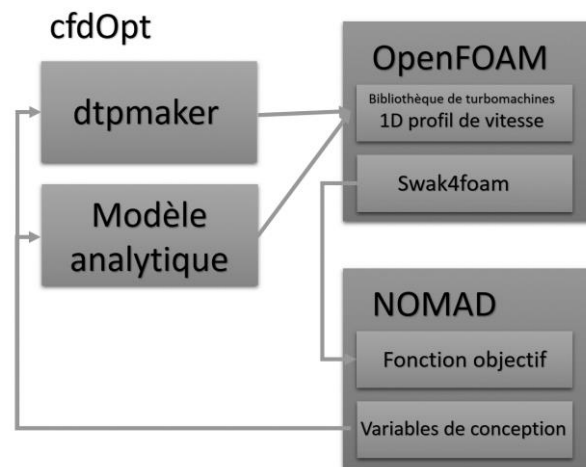 cfdOpt
dtpmaker
Modèle
analytique
OpenFOAM
Bibliothèque de turbomachines
1D profil de vitesse
Swak4foam
NOMAD
Fonction objectif
Variables de conception